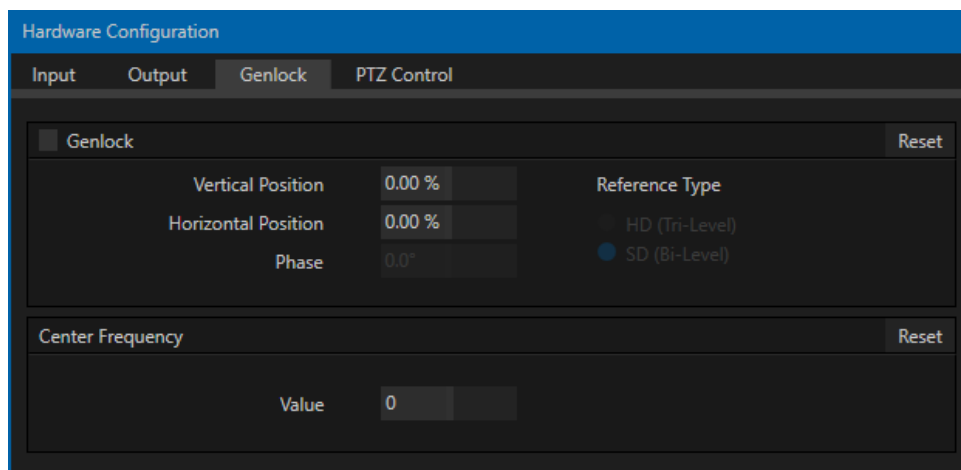 Hardware Configuration
Input Output Genlock PTZ Control
Genlock Reset
Vertical Position 0.00 % Reference Type
Horizontal Position 0.00 % HD (Tri-Level)
Phase 0.0° SD (Bi-Level)
Center Frequency Reset
Value 0